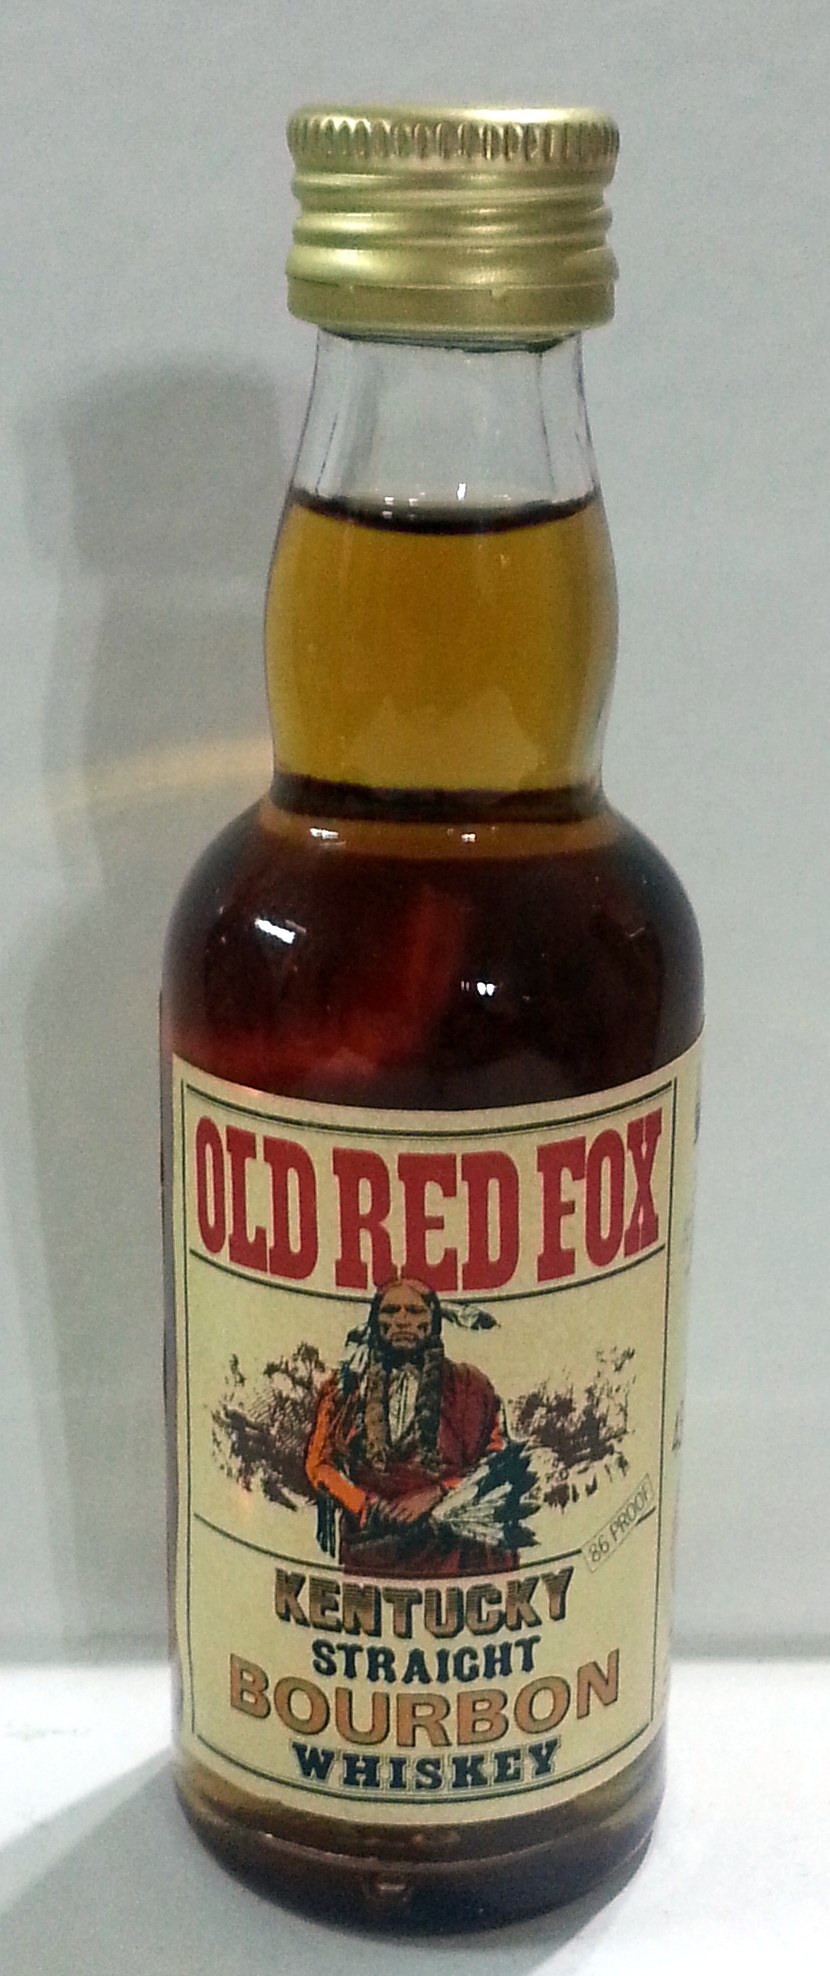 OLD RED FOX
86 PROOF
KENTUCKY
STRAIGHT
BOURBON
WHISKEY